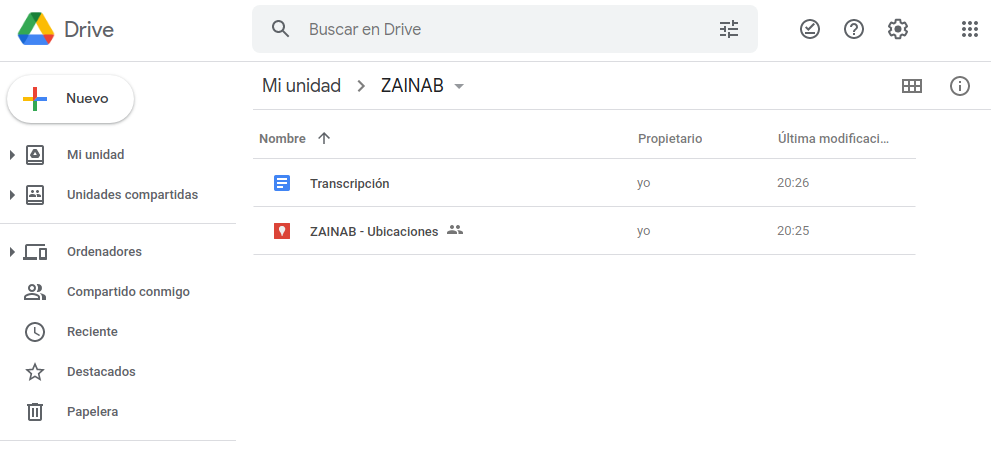 Drive
Buscar en Drive
Nuevo
Mi unidad
Unidades compartidas
Ordenadores
Compartido conmigo
Reciente
Destacados
Papelera
Mi unidad > ZAINAB
Nombre Propietario Última modificaci...
Transcripción yo 20:26
ZAINAB - Ubicaciones yo 20:25